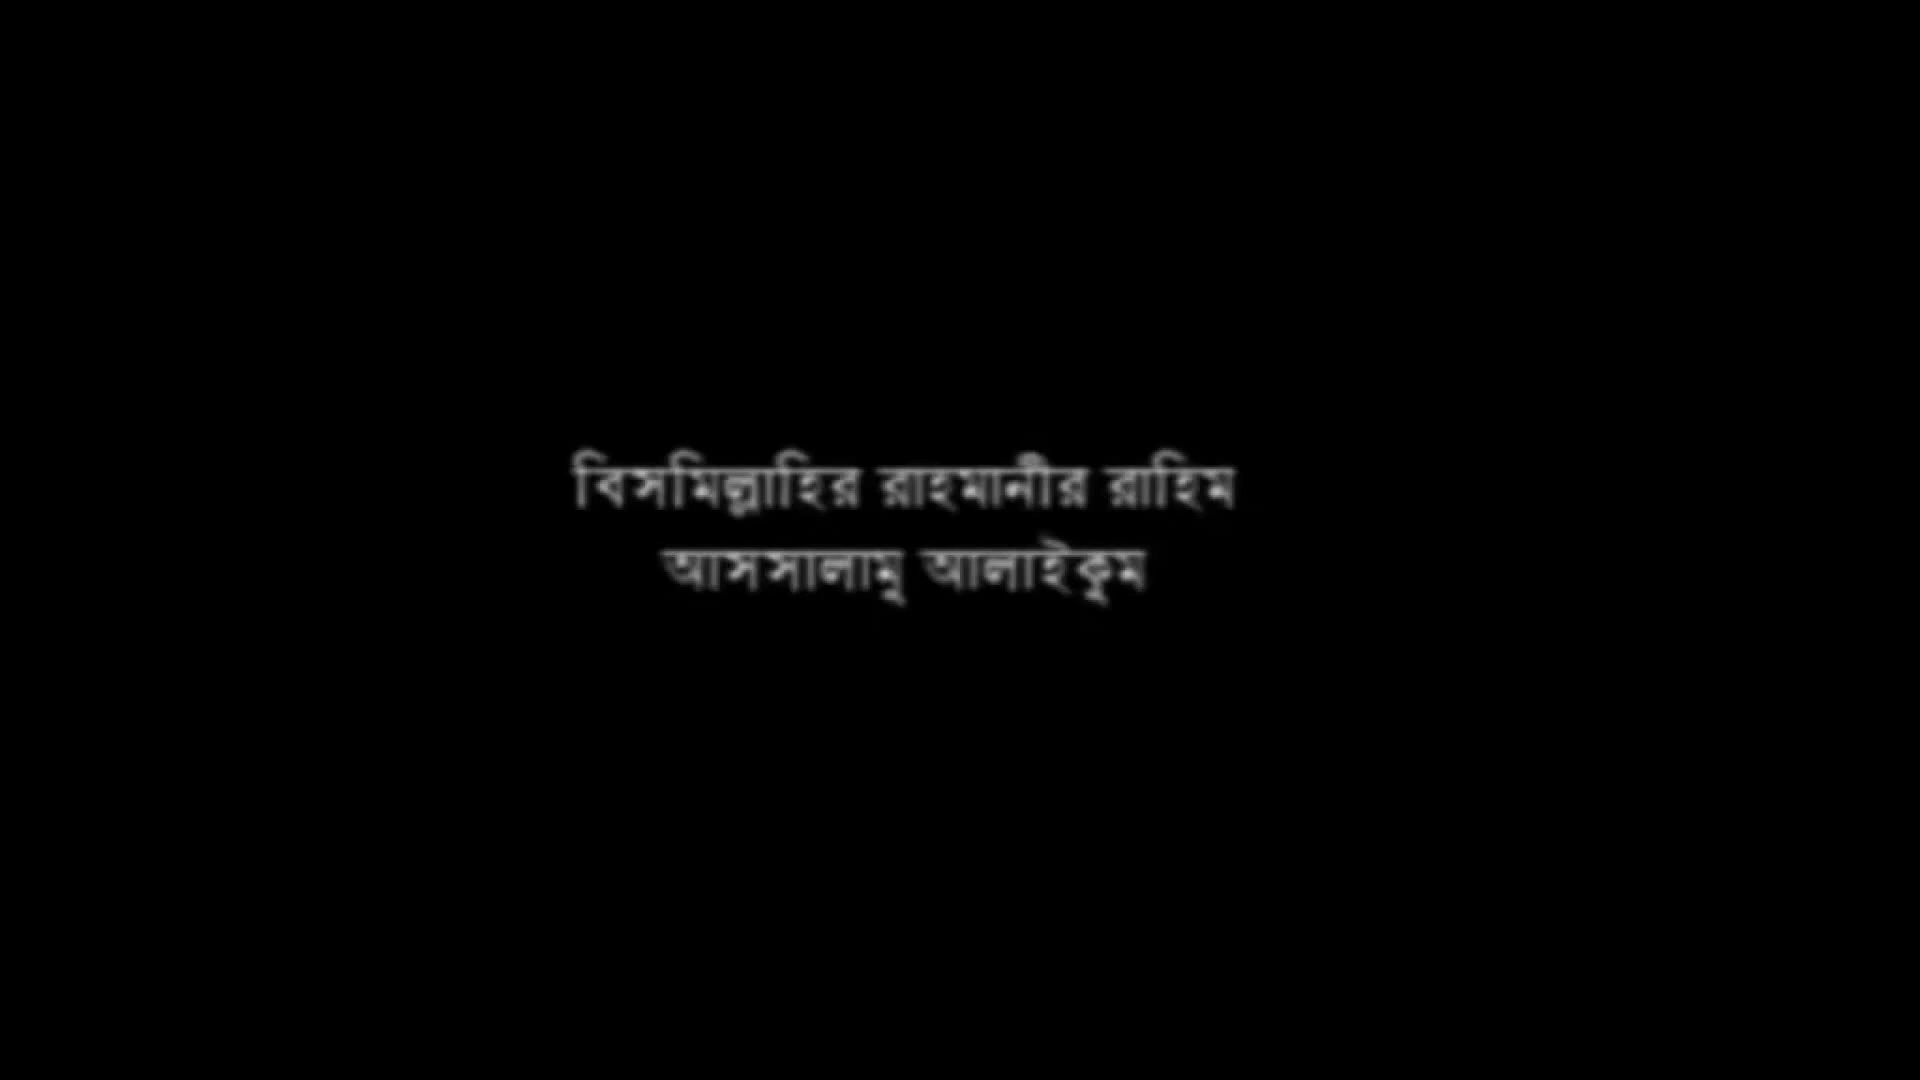 বিসমিল্লাহির রাহমানীর রাহিম
আসসালামু আলাইকুম